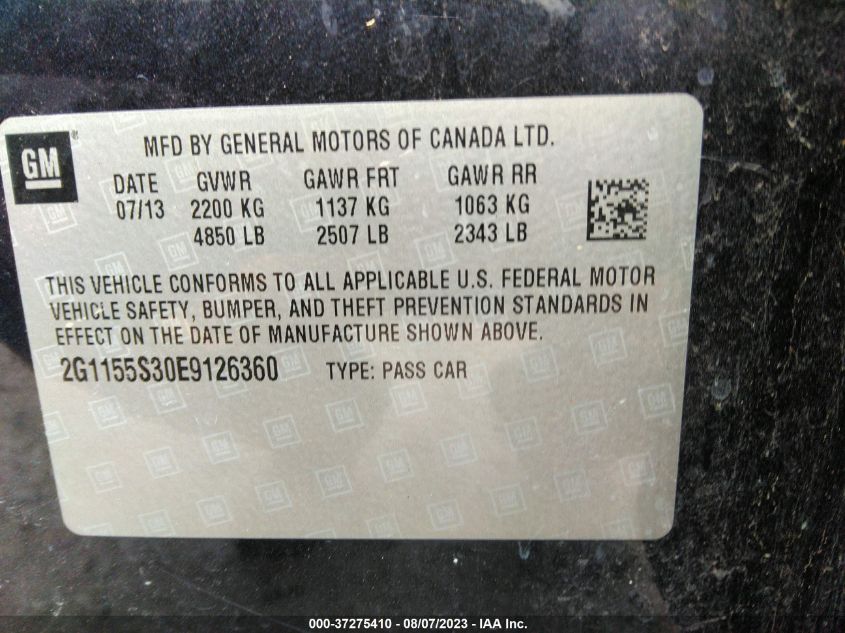 GM
MFD BY GENERAL MOTORS OF CANADA LTD.
DATE GVWR GAWR FRT GAWR RR
07/13 2200 KG 1137 KG 1063 KG
4850 LB 2507 LB 2343 LB
THIS VEHICLE CONFORMS TO ALL APPLICABLE U.S. FEDERAL MOTOR
VEHICLE SAFETY, BUMPER, AND THEFT PREVENTION STANDARDS IN
EFFECT ON THE DATE OF MANUFACTURE SHOWN ABOVE.
2G1155S30E9126360 TYPE: PASS CAR
000-37275410 - 08/07/2023 - IAA Inc.